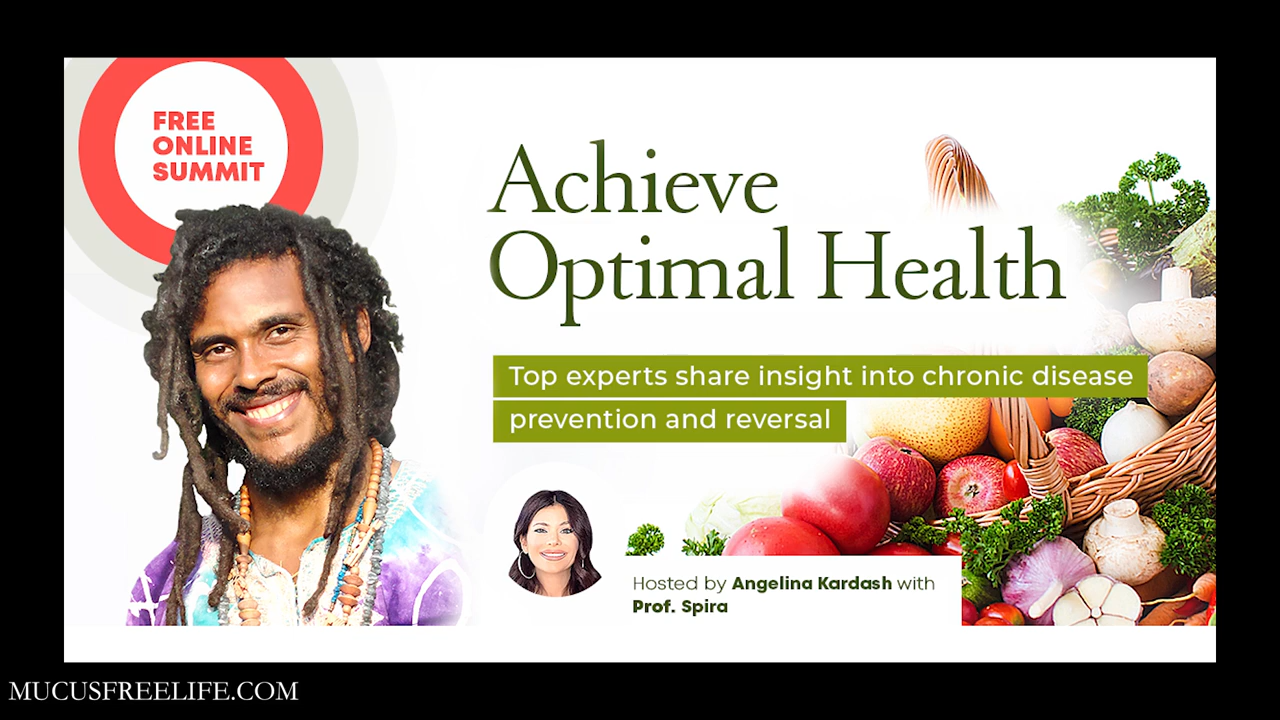 FREE
ONLINE
SUMMIT
Achieve
Optimal Health
Top experts share insight into chronic disease
prevention and reversal
Hosted by Angelina Kardash with
Prof. Spira
MUCUSFREELIFE.COM